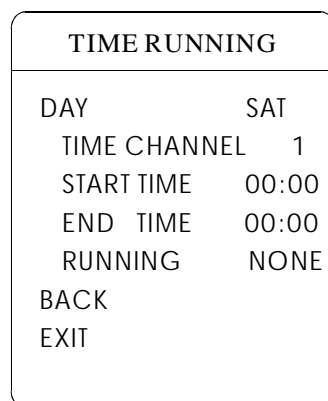 TIME RUNNING
DAY SAT
TIME CHANNEL 1
START TIME 00:00
END TIME 00:00
RUNNING NONE
BACK
EXIT